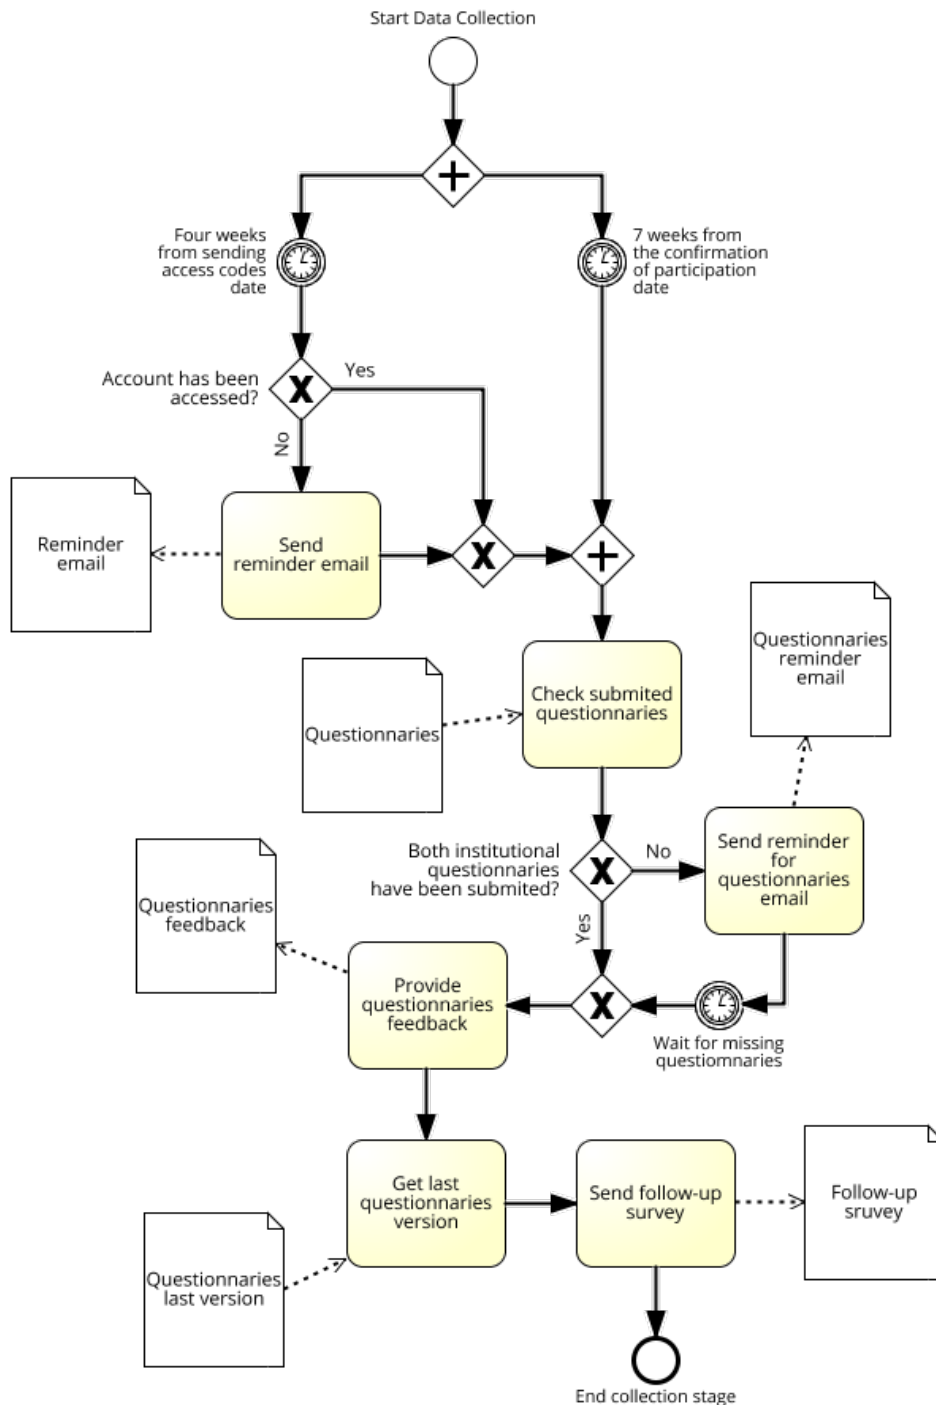 Start Data Collection
Four weeks
from sending
access codes
date
7 weeks from
the confirmation
of participation
date
Account has been
accessed?
Yes
No
Reminder
email
Send
reminder email
Questionnaries
reminder
email
Check submited
questionnaries
Questionnaries
Both institutional
questionnaries
have been submited?
No
Send reminder
for
questionnaries
email
Yes
Questionnaries
feedback
Provide
questionnaries
feedback
Wait for missing
questiomnaries
Get last
questionnaries
version
Send follow-up
survey
Follow-up
sruvey
Questionnaries
last version
End collection stage